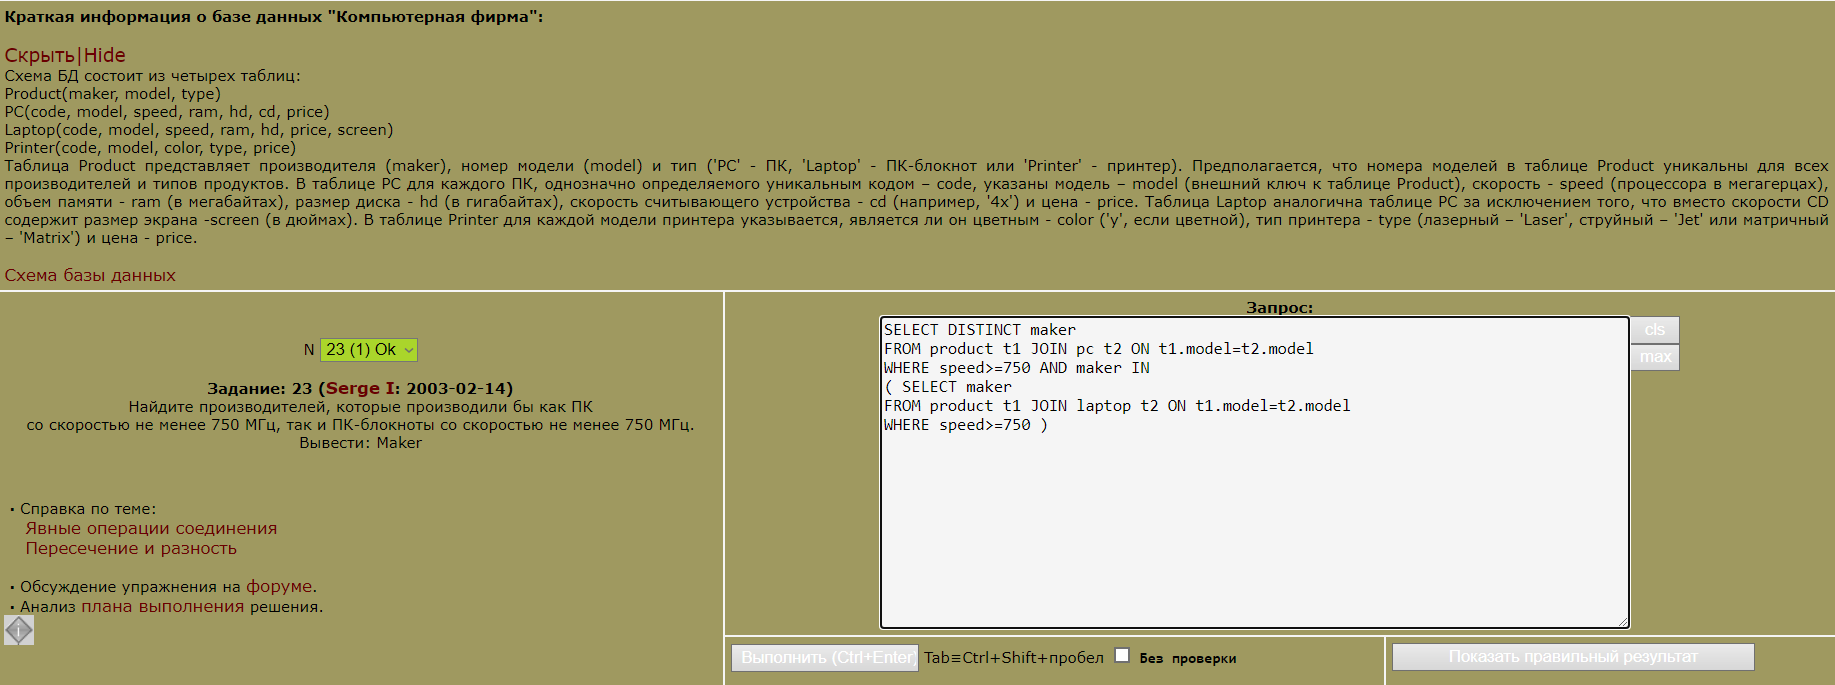 Краткая информация о базе данных "Компьютерная фирма":
Скрыть|Hide
Схема БД состоит из четырех таблиц:
Product(maker, model, type)
PC(code, model, speed, ram, hd, cd, price)
Laptop(code, model, speed, ram, hd, price, screen)
Printer(code, model, color, type, price)
Таблица Product представляет производителя (maker), номер модели (model) и тип ('PC' - ПК, 'Laptop' - ПК-блокнот или 'Printer' - принтер). Предполагается, что номера моделей в таблице Product уникальны для всех
производителей и типов продуктов. В таблице PC для каждого ПК, однозначно определяемого уникальным кодом – code, указаны модель – model (внешний ключ к таблице Product), скорость - speed (процессора в мегагерцах),
объем памяти - ram (в мегабайтах), размер диска - hd (в гигабайтах), скорость считывающего устройства - cd (например, '4x') и цена - price. Таблица Laptop аналогична таблице РС за исключением того, что вместо скорости CD
содержит размер экрана -screen (в дюймах). В таблице Printer для каждой модели принтера указывается, является ли он цветным - color ('y', если цветной), тип принтера - type (лазерный – 'Laser', струйный – 'Jet' или матричный
– 'Matrix') и цена - price.
Схема базы данных
N 23 (1) Ok
Задание: 23 (Serge I: 2003-02-14)
Найдите производителей, которые производили бы как ПК
со скоростью не менее 750 МГц, так и ПК-блокноты со скоростью не менее 750 МГц.
Вывести: Maker
· Справка по теме:
Явные операции соединения
Пересечение и разность
· Обсуждение упражнения на форуме.
· Анализ плана выполнения решения.
i
Запрос:
SELECT DISTINCT maker
FROM product t1 JOIN pc t2 ON t1.model=t2.model
WHERE speed>=750 AND maker IN
( SELECT maker
FROM product t1 JOIN laptop t2 ON t1.model=t2.model
WHERE speed>=750 )
cls
max
Выполнить (Ctrl+Enter) Tab≡Ctrl+Shift+пробел Без проверки
Показать правильный результат